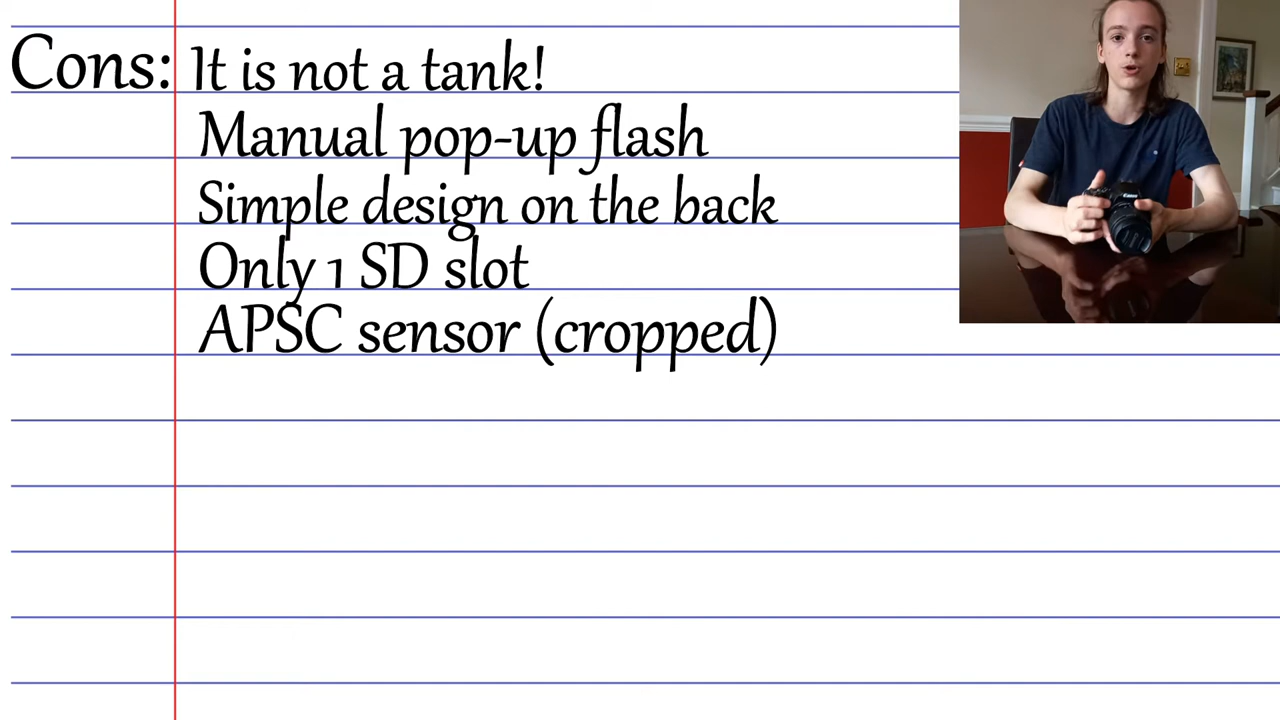 Cons: It is not a tank!
Manual pop-up flash
Simple design on the back
Only 1 SD slot
APSC sensor (cropped)
Canon